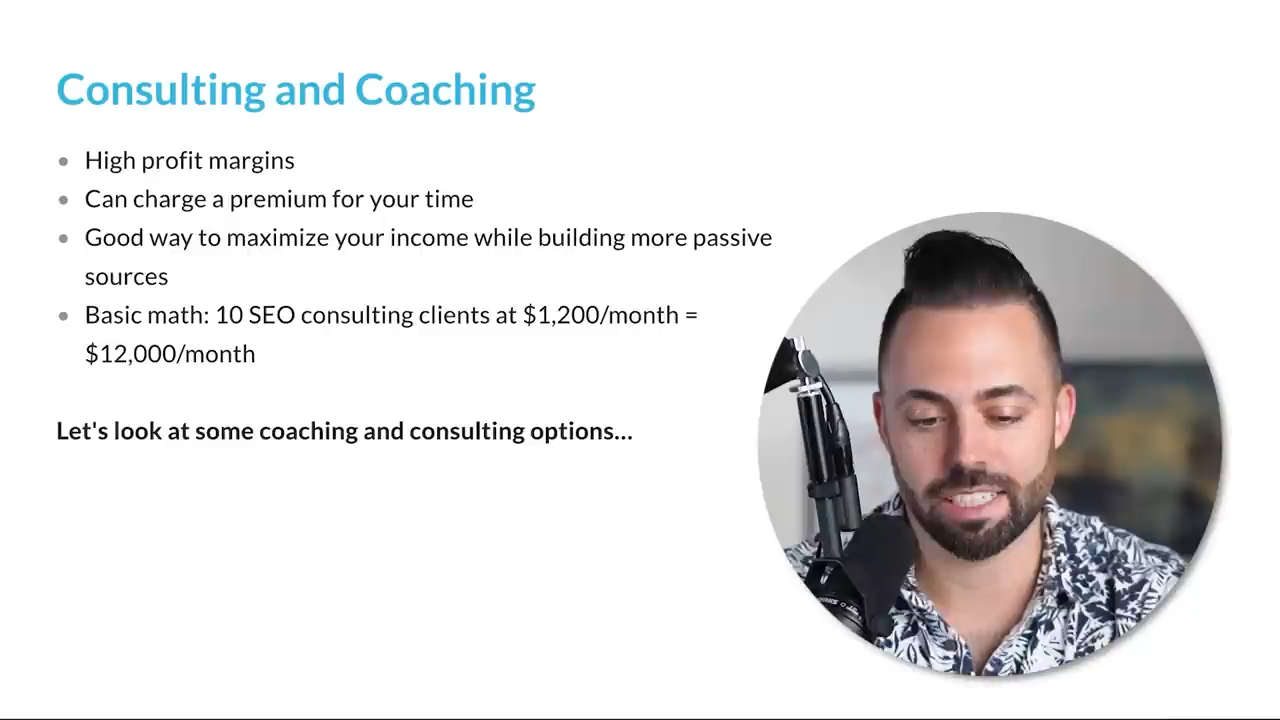 Consulting and Coaching
• High profit margins
• Can charge a premium for your time
• Good way to maximize your income while building more passive
sources
• Basic math: 10 SEO consulting clients at $1,200/month =
$12,000/month
Let's look at some coaching and consulting options...